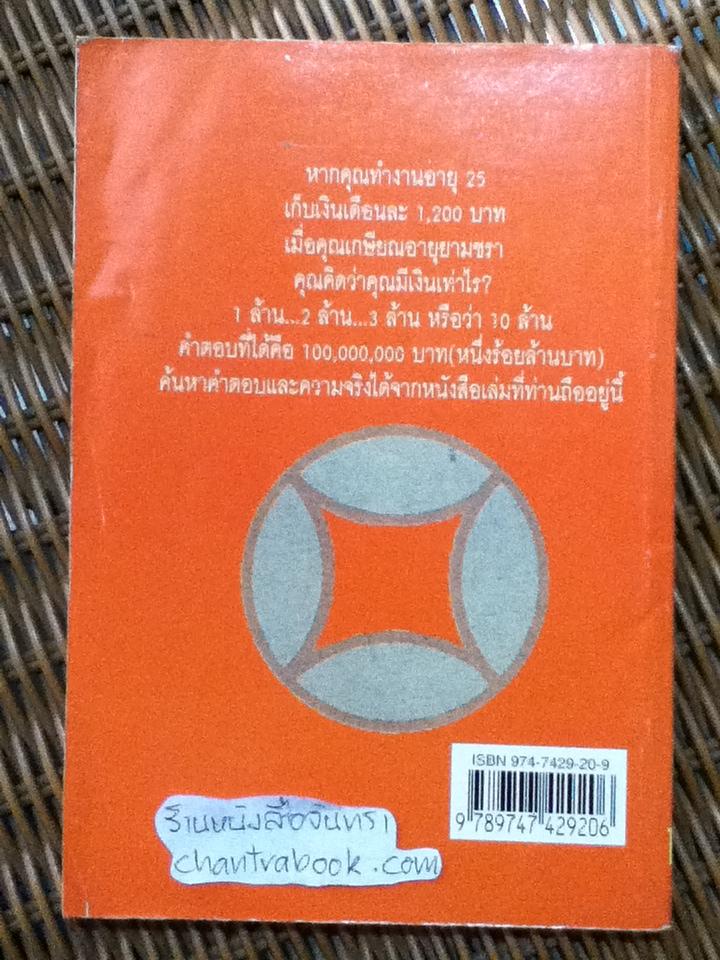 หากคุณทำงานอายุ 25
เก็บเงินเดือนละ 1,200 บาท
เมื่อคุณเกษียณอายุยามชรา
คุณคิดว่าคุณมีเงินเท่าไร?
1 ล้าน...2 ล้าน...3 ล้าน หรือว่า 10 ล้าน
คำตอบที่ได้คือ 100,000,000 บาท(หนึ่งร้อยล้านบาท)
ค้นหาคำตอบและความจริงได้จากหนังสือเล่มที่ท่านถืออยู่นี้
ISBN 974-7429-20-9
9 789747 429206
ร้านหนังสือจันทรา
chantrabook.com